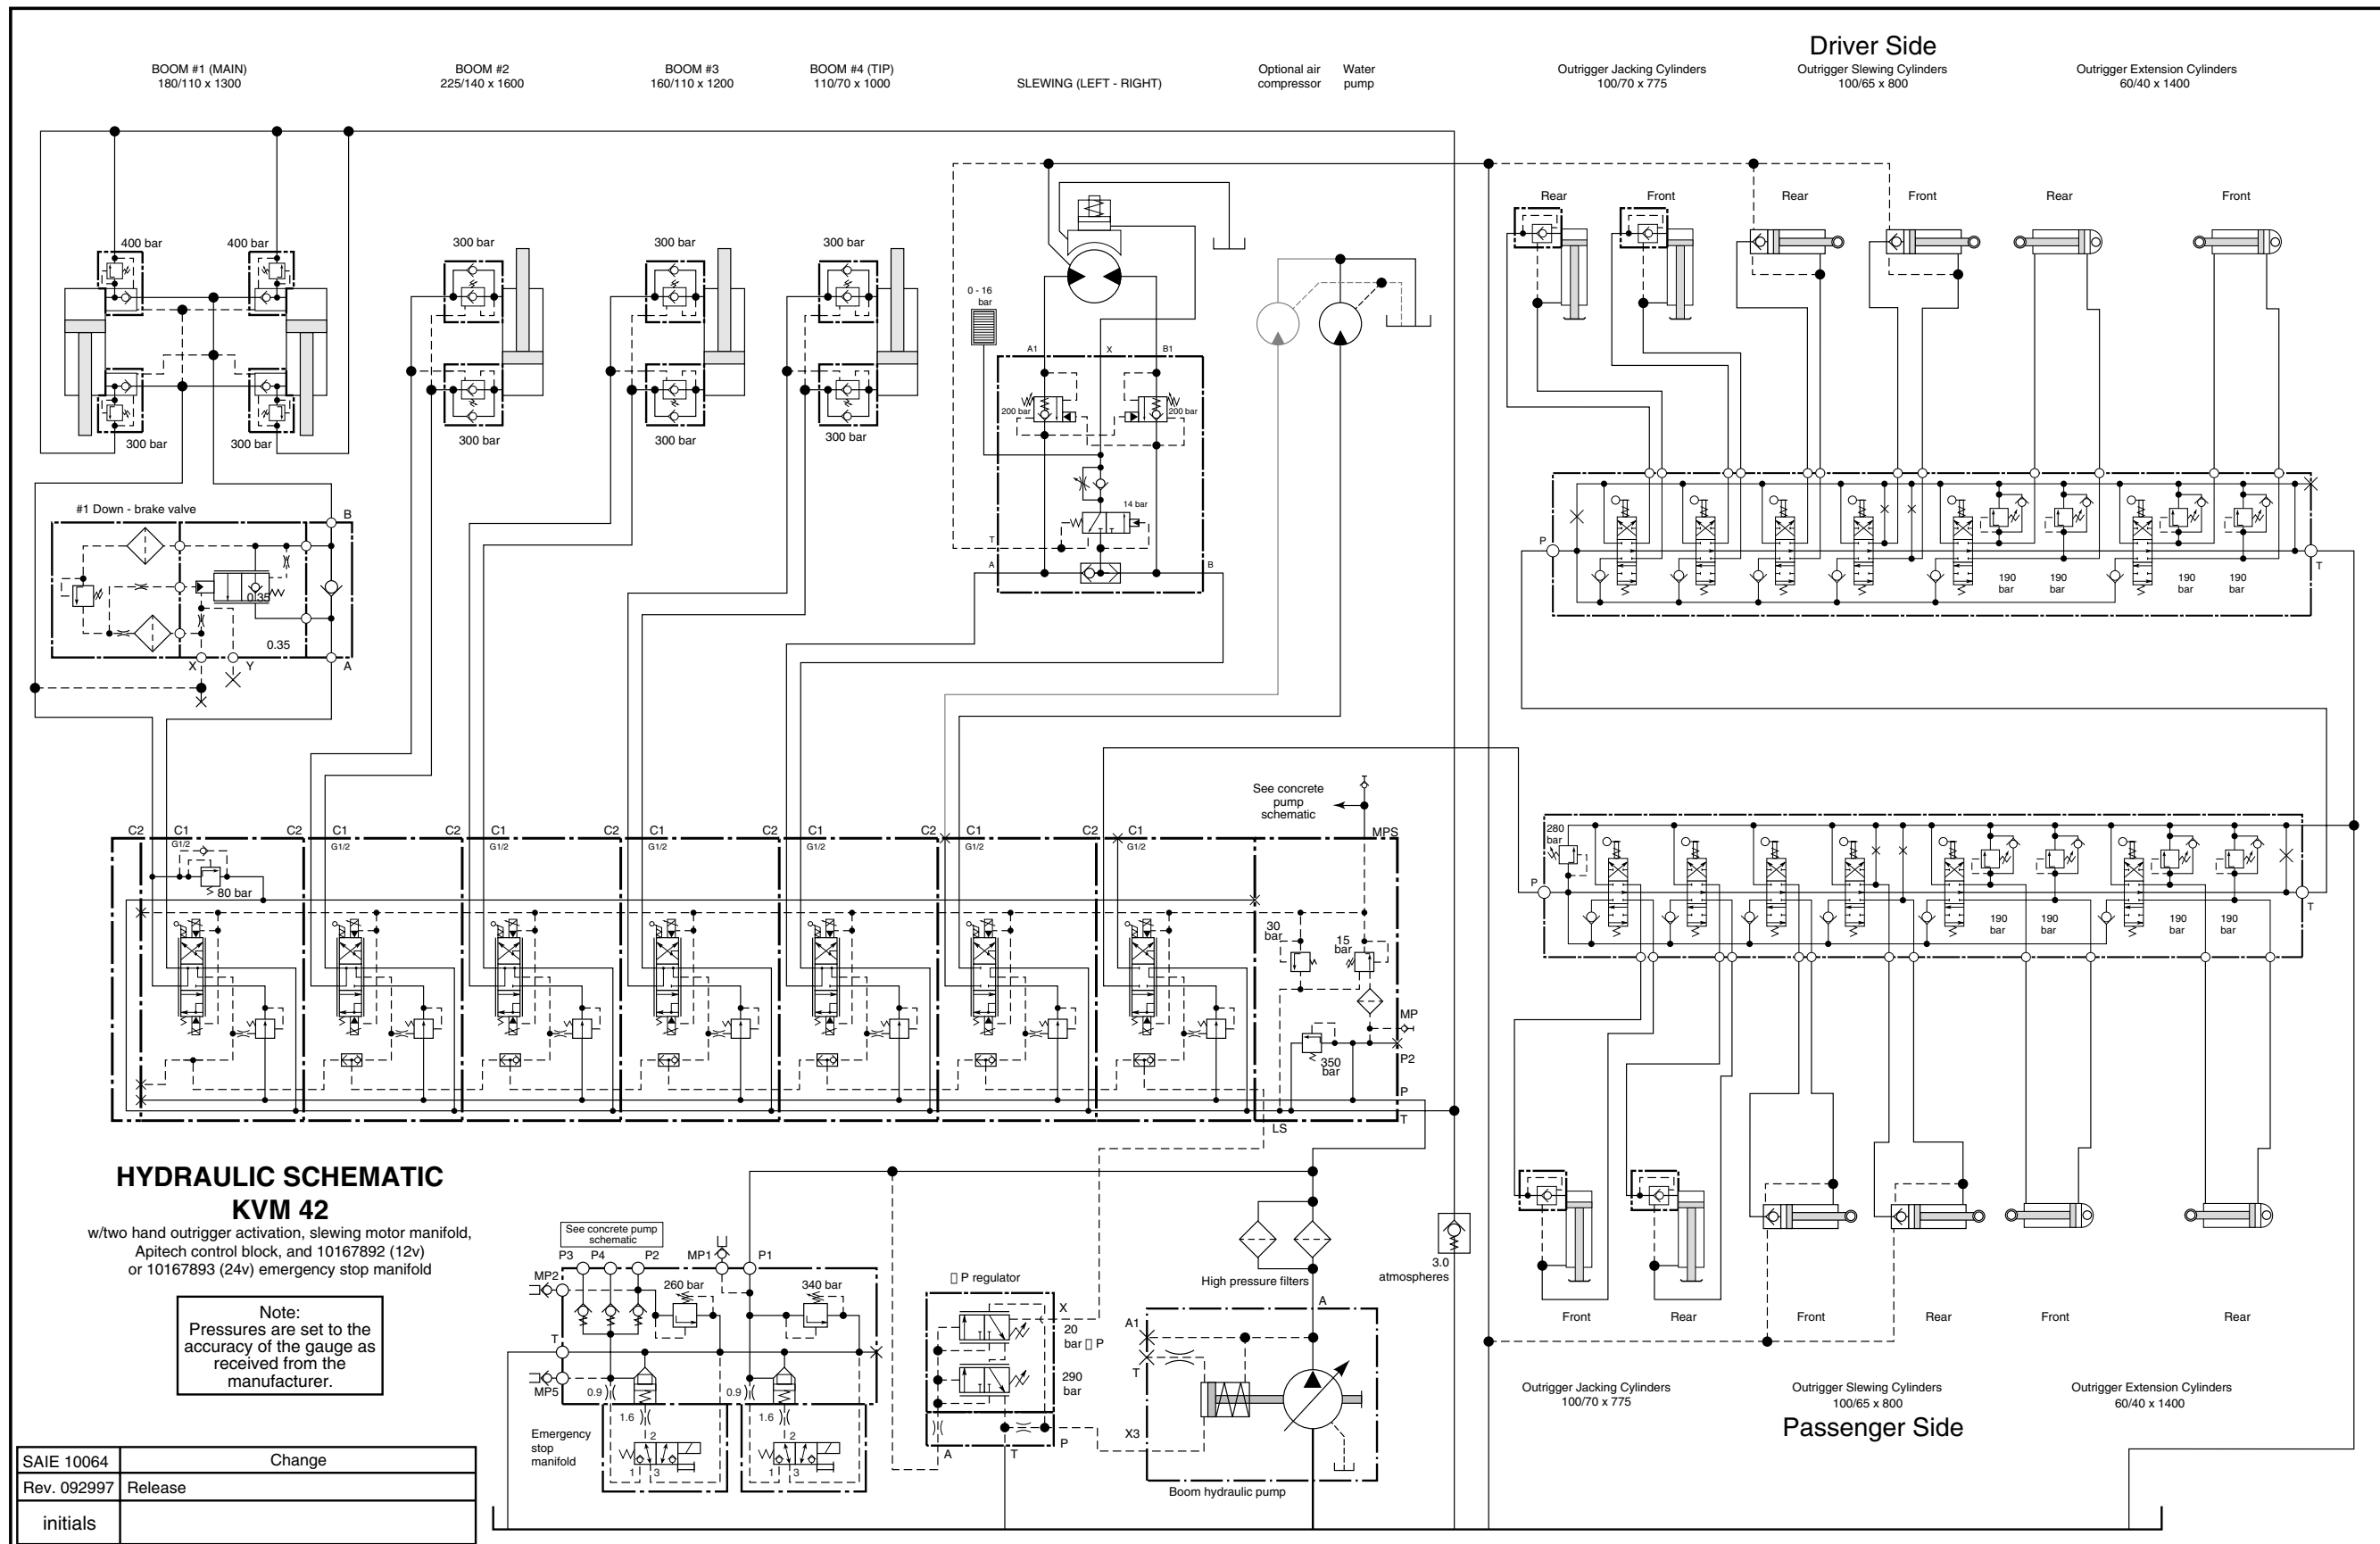 Driver Side
BOOM #1 (MAIN)
180/110 x 1300
BOOM #2
225/140 x 1600
BOOM #3
160/110 x 1200
BOOM #4 (TIP)
110/70 x 1000
SLEWING (LEFT - RIGHT)
Optional air
compressor
Water
pump
Outrigger Jacking Cylinders
100/70 x 775
Outrigger Slewing Cylinders
100/65 x 800
Outrigger Extension Cylinders
60/40 x 1400
Rear
Front
Rear
Front
Rear
Front
400 bar
400 bar
300 bar
300 bar
300 bar
300 bar
300 bar
300 bar
300 bar
300 bar
0 - 16
bar
A1
X
B1
200 bar
200 bar
14 bar
T
A
B
#1 Down - brake valve
B
0.35
0.35
X
Y
A
P
190
bar
190
bar
190
bar
190
bar
T
See concrete
pump
schematic
C2
C1
G1/2
C2
C1
G1/2
C2
C1
G1/2
C2
C1
G1/2
C2
C1
G1/2
C2
C1
G1/2
C2
C1
G1/2
MPS
80 bar
30
bar
15
bar
MP
P2
350
bar
P
T
LS
280
bar
P
190
bar
190
bar
190
bar
190
bar
T
HYDRAULIC SCHEMATIC
KVM 42
w/two hand outrigger activation, slewing motor manifold,
Apitech control block, and 10167892 (12v)
or 10167893 (24v) emergency stop manifold
Note:
Pressures are set to the
accuracy of the gauge as
received from the
manufacturer.
See concrete pump
schematic
P3
P4
P2
MP1
P1
MP2
260 bar
340 bar
T
MP5
0.9
0.9
1.6
1.6
2
2
1
3
1
3
Emergency
stop
manifold
▯ P regulator
X
20
bar ▯ P
290
bar
P
A
T
High pressure filters
3.0
atmospheres
A
A1
T
X3
Boom hydraulic pump
Front
Rear
Front
Rear
Front
Rear
Outrigger Jacking Cylinders
100/70 x 775
Outrigger Slewing Cylinders
100/65 x 800
Outrigger Extension Cylinders
60/40 x 1400
Passenger Side
SAIE 10064
Change
Rev. 092997
Release
initials